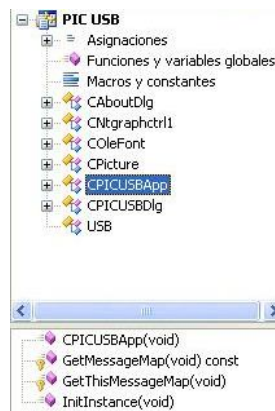 PIC USB
Asignaciones
Funciones y variables globales
Macros y constantes
CAboutDlg
CNtgraphctrl1
COleFont
CPicture
CPICUSBApp
CPICUSBDlg
USB
CPICUSBApp(void)
GetMessageMap(void) const
GetThisMessageMap(void)
InitInstance(void)